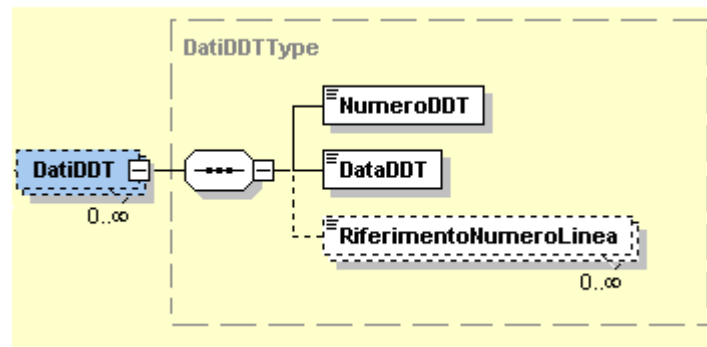 DatiDDTType
NumeroDDT
DatiDDT
DataDDT
0..∞
RiferimentoNumeroLinea
0..∞